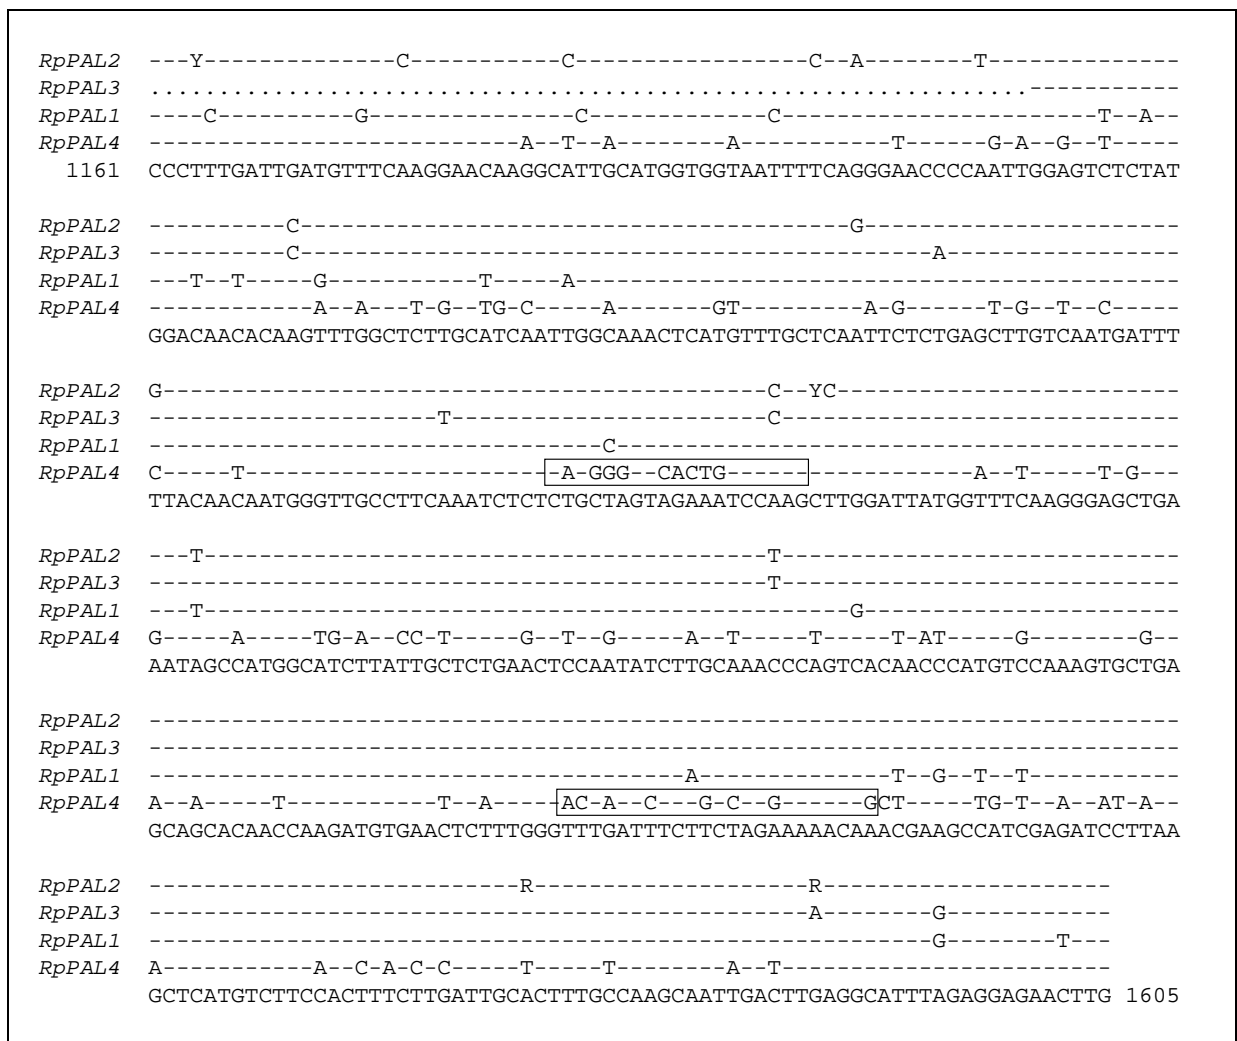 RpPAL2 ---Y--------------C-----------C-----------------C--A--------T--------------
RpPAL3 ................................................................-----------
RpPAL1 ----C----------G---------------C-------------C-----------------------T--A--
RpPAL4 ---------------------------A--T--A--------A-----------T------G-A--G--T-----
1161 CCCTTTGATTGATGTTTCAAGGAACAAGGCATTGCATGGTGGTAATTTTCAGGGAACCCCAATTGGAGTCTCTAT
RpPAL2 ----------C----------------------------------------G-----------------------
RpPAL3 ----------C----------------------------------------------A-----------------
RpPAL1 ---T--T-----G-----------T-----A--------------------------------------------
RpPAL4 ------------A--A---T-G--TG-C-----A-------GT---------A-G------T-G--T--C-----
GGACAACACAAGTTTGGCTCTTGCATCAATTGGCAAACTCATGTTTGCTCAATTCTCTGAGCTTGTCAATGATTT
RpPAL2 G--------------------------------------------C--YC-------------------------
RpPAL3 ---------------------T-----------------------C-----------------------------
RpPAL1 ---------------------------------C-----------------------------------------
RpPAL4 C-----T-----------------------A-GGG--CACTG------------------A--T-----T-G---
TTACAACAATGGGTTGCCTTCAAATCTCTCTGCTAGTAGAAATCCAAGCTTGGATTATGGTTTCAAGGGAGCTGA
RpPAL2 ---T-----------------------------------------T-----------------------------
RpPAL3 ---------------------------------------------T-----------------------------
RpPAL1 ---T-----------------------------------------------G-----------------------
RpPAL4 G-----A-----TG-A--CC-T-----G--T--G-----A--T-----T-----T-AT-----G--------G--
AATAGCCATGGCATCTTATTGCTCTGAACTCCAATATCTTGCAAACCCAGTCACAACCCATGTCCAAAGTGCTGA
RpPAL2 ---------------------------------------------------------------------------
RpPAL3 ---------------------------------------------------------------------------
RpPAL1 ---------------------------------------A--------------T--G--T--T-----------
RpPAL4 A--A-----T-----------T--A-----AC-A--C---G-C--G------GCT-----TG-T--A--AT-A--
GCAGCACAACCAAGATGTGAACTCTTTGGGTTTGATTTCTTCTAGAAAAACAAACGAAGCCATCGAGATCCTTAA
RpPAL2 ---------------------------R--------------------R---------------------
RpPAL3 ------------------------------------------------A--------G------------
RpPAL1 ---------------------------------------------------------G--------T---
RpPAL4 A-----------A--C-A-C-C-----T-----T--------A--T------------------------
GCTCATGTCTTCCACTTTCTTGATTGCACTTTGCCAAGCAATTGACTTGAGGCATTTAGAGGAGAACTTG 1605